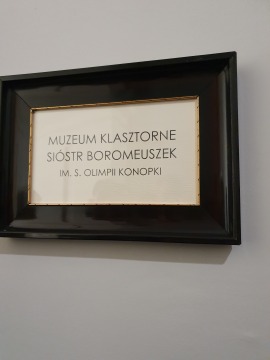 MUZEUM KLASZTORNE
SIÓSTR BOROMEUSZEK
IM. S. OLIMPII KONOPKI